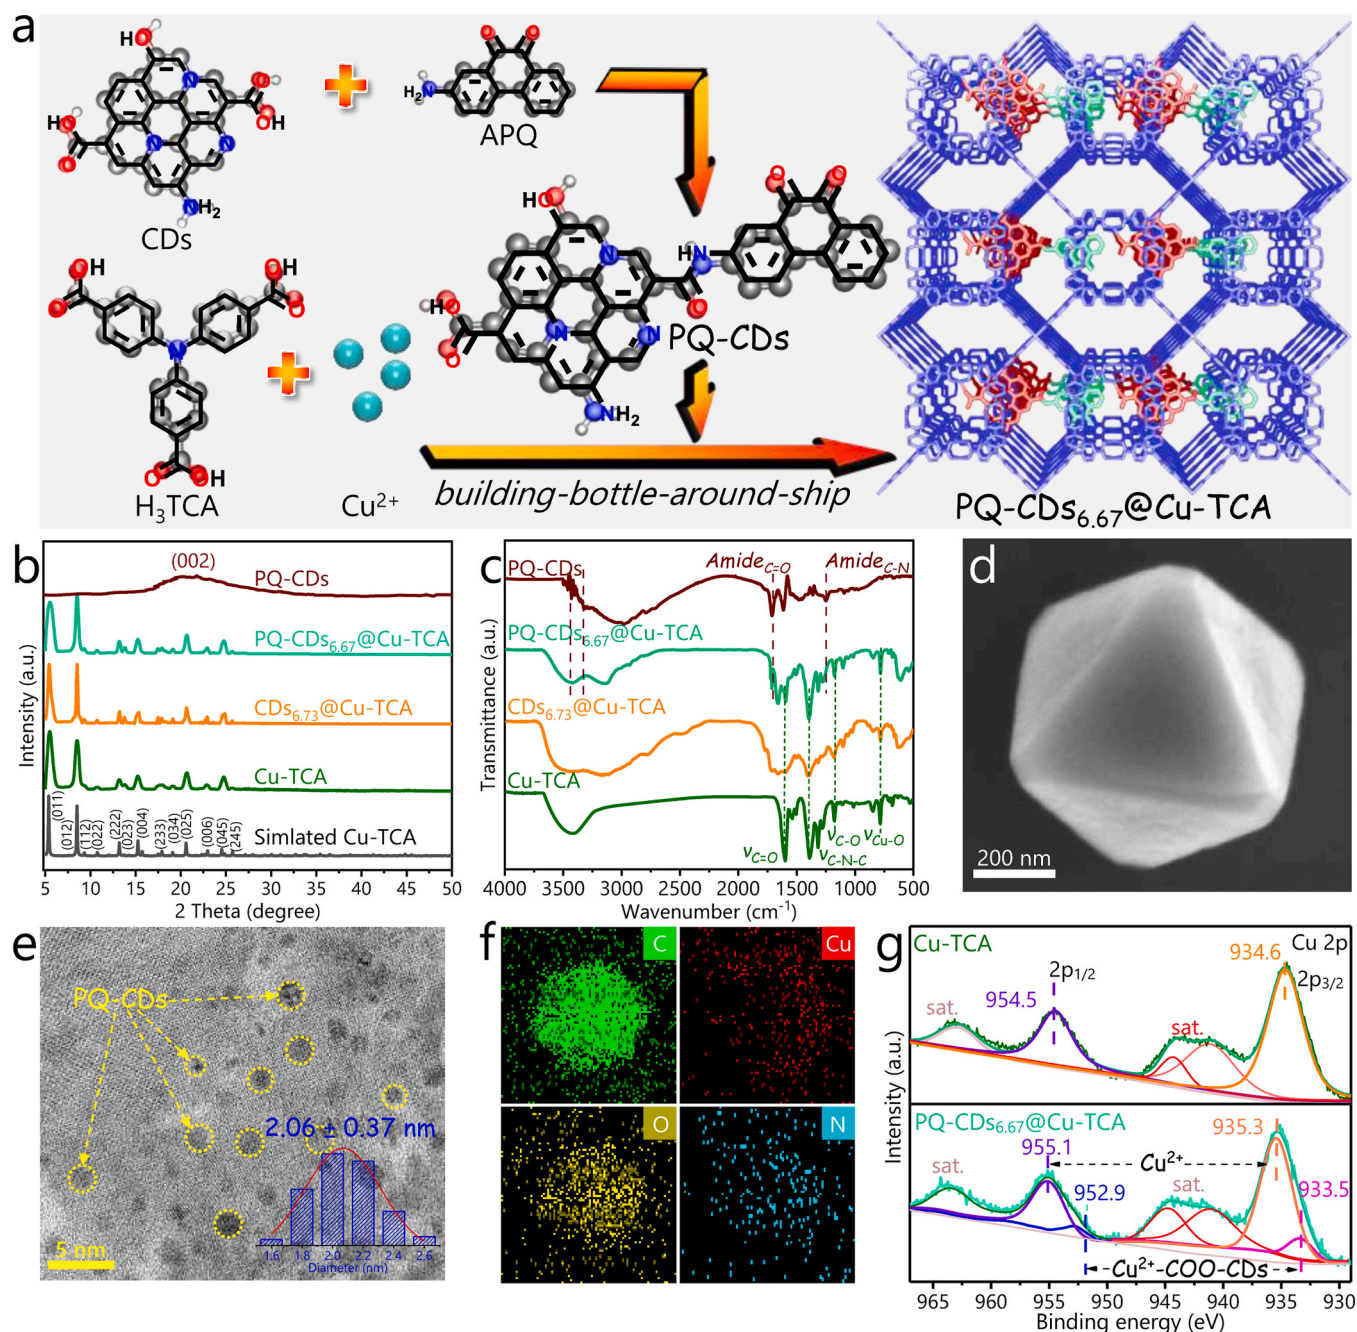 a
HO
O
OH
HO
O
N
N
N
NH₂
CDs
O O
H₂N
APQ
OH
O
O
OH
N
O
OH
H₃TCA
Cu²⁺
HO
HO
O
N
N
N
NH₂
O
HN
O O
PQ-CDs
building-bottle-around-ship
PQ-CDs₆.₆₇@Cu-TCA
b
Intensity (a.u.)
(002)
PQ-CDs
PQ-CDs₆.₆₇@Cu-TCA
CDs₆.₇₃@Cu-TCA
Cu-TCA
(011)
(012)
(112)
(022)
(222)
(023)
(004)
(233)
(034)
(025)
(006)
(045)
(245)
Simlated Cu-TCA
5 10 15 20 25 30 35 40 45 50
2 Theta (degree)
c
Transmittance (a.u.)
PQ-CDs
Amide C=O
Amide C-N
PQ-CDs₆.₆₇@Cu-TCA
CDs₆.₇₃@Cu-TCA
Cu-TCA
νC=O
νC-N-C
νC-O
νCu-O
4000 3500 3000 2500 2000 1500 1000 500
Wavenumber (cm⁻¹)
d
200 nm
e
PQ-CDs
2.06 ± 0.37 nm
1.6 1.8 2.0 2.2 2.4 2.6
Diameter (nm)
5 nm
f
C
Cu
O
N
g
Intensity (a.u.)
Cu-TCA
Cu 2p
934.6
2p₃/₂
2p₁/₂
954.5
sat.
sat.
PQ-CDs₆.₆₇@Cu-TCA
955.1
935.3
Cu²⁺
sat.
sat.
952.9
933.5
Cu²⁺-COO-CDs
965 960 955 950 945 940 935 930
Binding energy (eV)